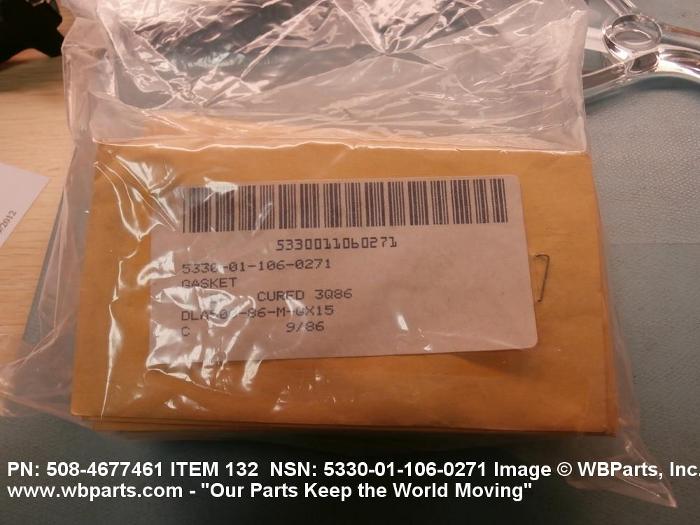 5330011060271
5330-01-106-0271
GASKET
CURED 3Q86
9/86
C
PN: 508-4677461 ITEM 132 NSN: 5330-01-106-0271 Image © WBParts, Inc.
www.wbparts.com - "Our Parts Keep the World Moving"